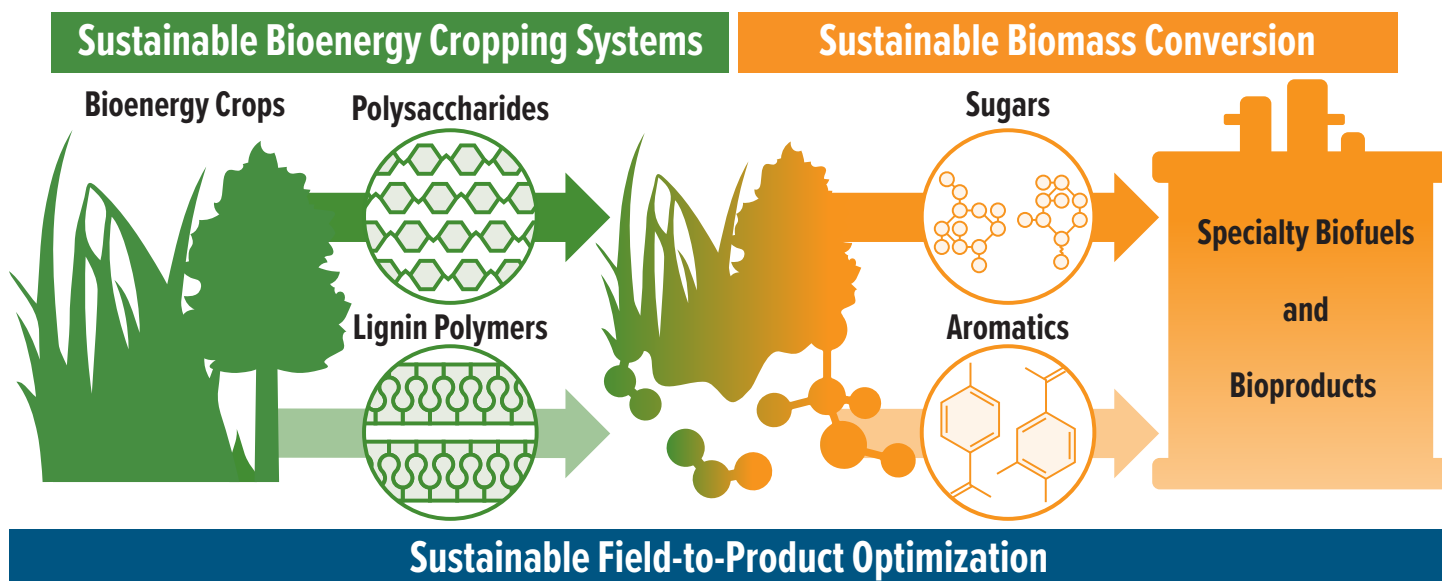 Sustainable Bioenergy Cropping Systems
Sustainable Biomass Conversion
Bioenergy Crops
Polysaccharides
Sugars
Lignin Polymers
Aromatics
Specialty Biofuels
and
Bioproducts
Sustainable Field-to-Product Optimization